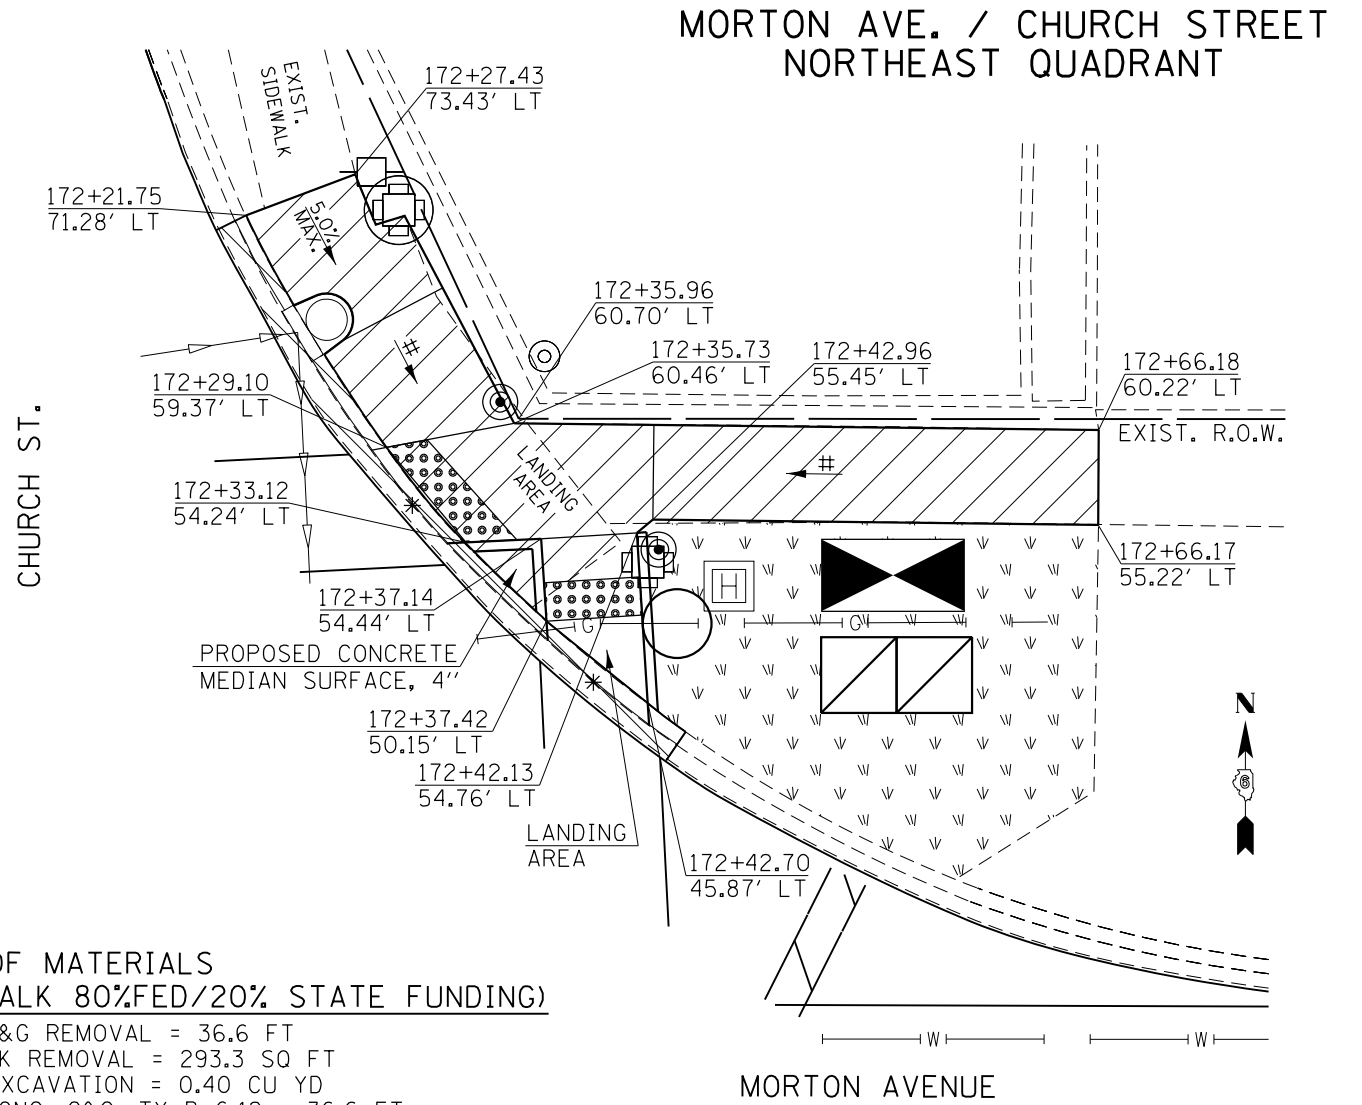 MORTON AVE. / CHURCH STREET
NORTHEAST QUADRANT
EXIST.
SIDEWALK
172+27.43
73.43' LT
172+21.75
71.28' LT
5.0%
MAX.
172+35.96
60.70' LT
172+35.73
60.46' LT
172+42.96
55.45' LT
172+66.18
60.22' LT
#
172+29.10
59.37' LT
EXIST. R.O.W.
CHURCH ST.
LANDING
AREA
#
172+33.12
54.24' LT
172+66.17
55.22' LT
H
172+37.14
54.44' LT
G
G
PROPOSED CONCRETE
MEDIAN SURFACE, 4''
172+37.42
50.15' LT
N
6
172+42.13
54.76' LT
LANDING
AREA
172+42.70
45.87' LT
OF MATERIALS
ALK 80%FED/20% STATE FUNDING)
&G REMOVAL = 36.6 FT
K REMOVAL = 293.3 SQ FT
XCAVATION = 0.40 CU YD
W
W
MORTON AVENUE